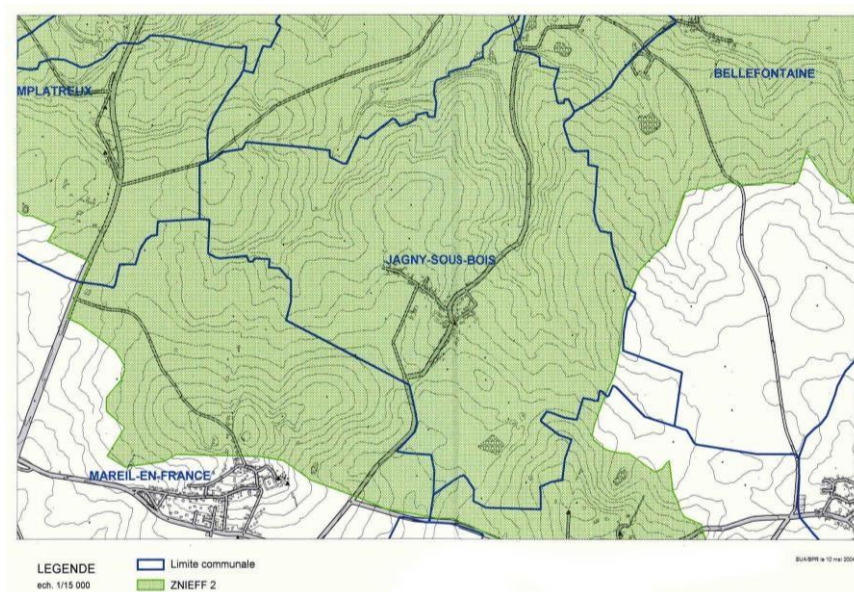 MPLATREUX
BELLEFONTAINE
JAGNY-SOUS-BOIS
MAREIL-EN-FRANCE
LEGENDE
ech. 1/15 000
Limite communale
ZNIEFF 2